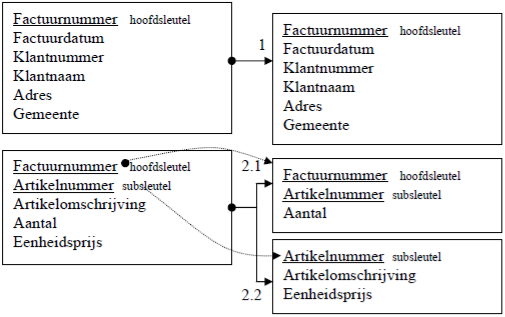 Factuurnummer hoofdsleutel
Factuurdatum
Klantnummer
Klantnaam
Adres
Gemeente
1
Factuurnummer hoofdsleutel
Factuurdatum
Klantnummer
Klantnaam
Adres
Gemeente
Factuurnummer hoofdsleutel
Artikelnummer subsleutel
Artikelomschrijving
Aantal
Eenheidsprijs
2.1
Factuurnummer hoofdsleutel
Artikelnummer subsleutel
Aantal
2.2
Artikelnummer subsleutel
Artikelomschrijving
Eenheidsprijs